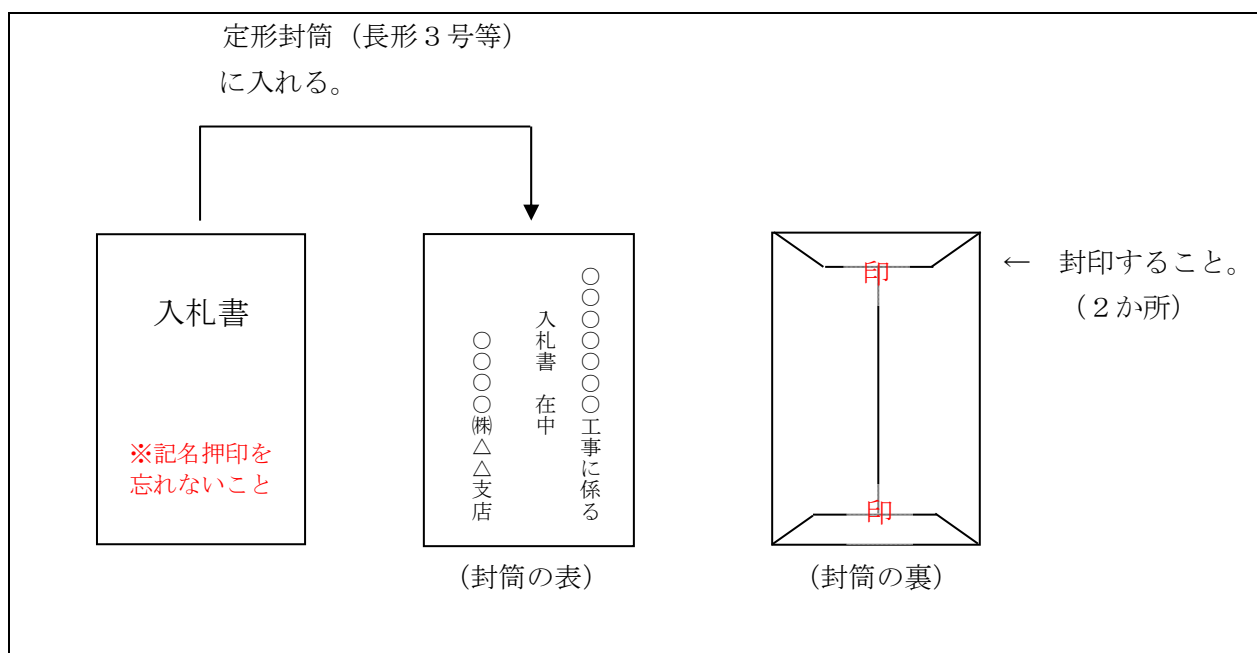 定形封筒（長形３号等）
に入れる。
入札書
※記名押印を
忘れないこと
○○○○○○○○工事に係る
入札書　在中
○○○○㈱△△支店
（封筒の表）
印
印
（封筒の裏）
←　封印すること。
（２か所）